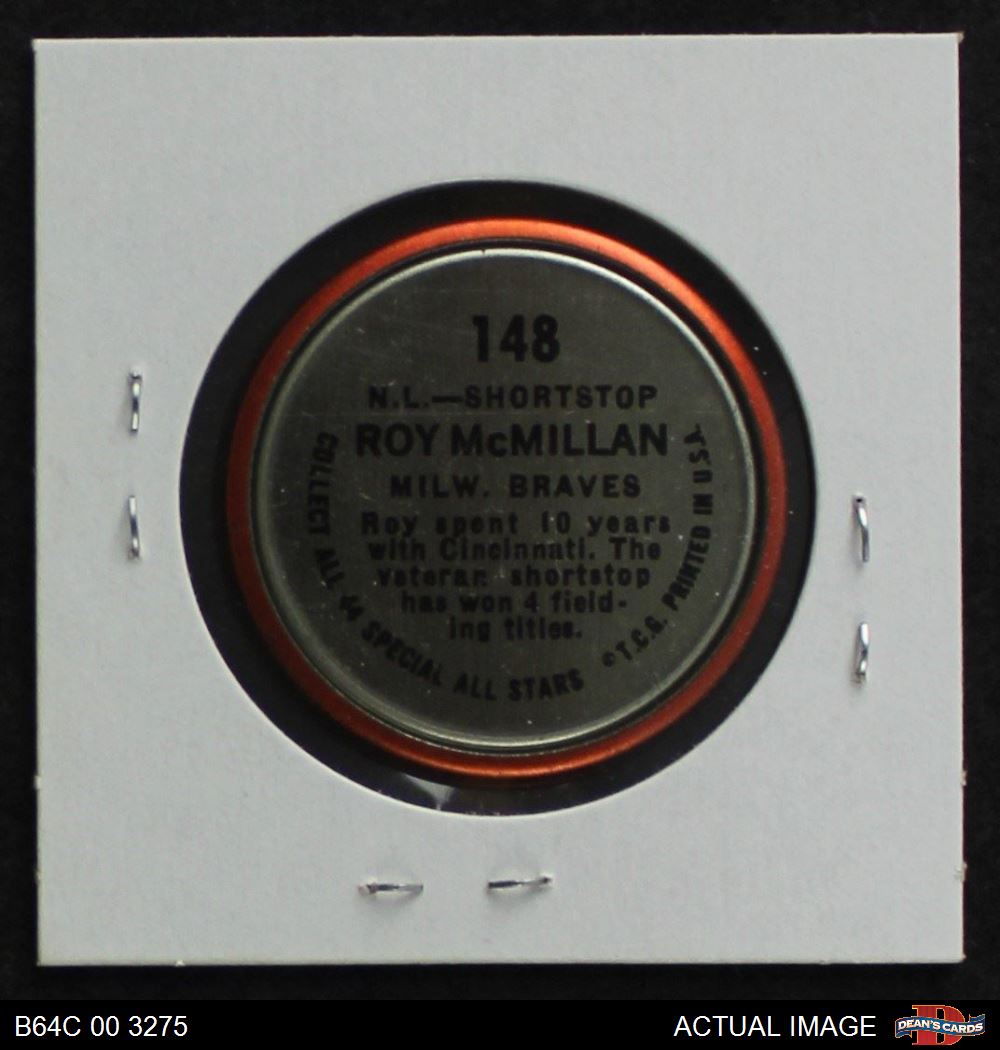 148
N.L.—SHORTSTOP
ROY McMILLAN
MILW. BRAVES
Roy spent 10 years
with Cincinnati. The
veteran shortstop
has won 4 field-
ing titles.
COLLECT ALL 44 SPECIAL ALL STARS
©T.C.G. PRINTED IN U.S.A.
B64C 00 3275
ACTUAL IMAGE
D
DEAN'S CARDS